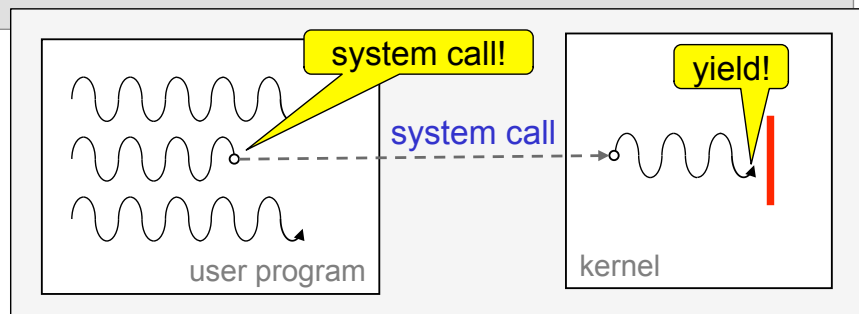 system call!
yield!
system call
user program
kernel